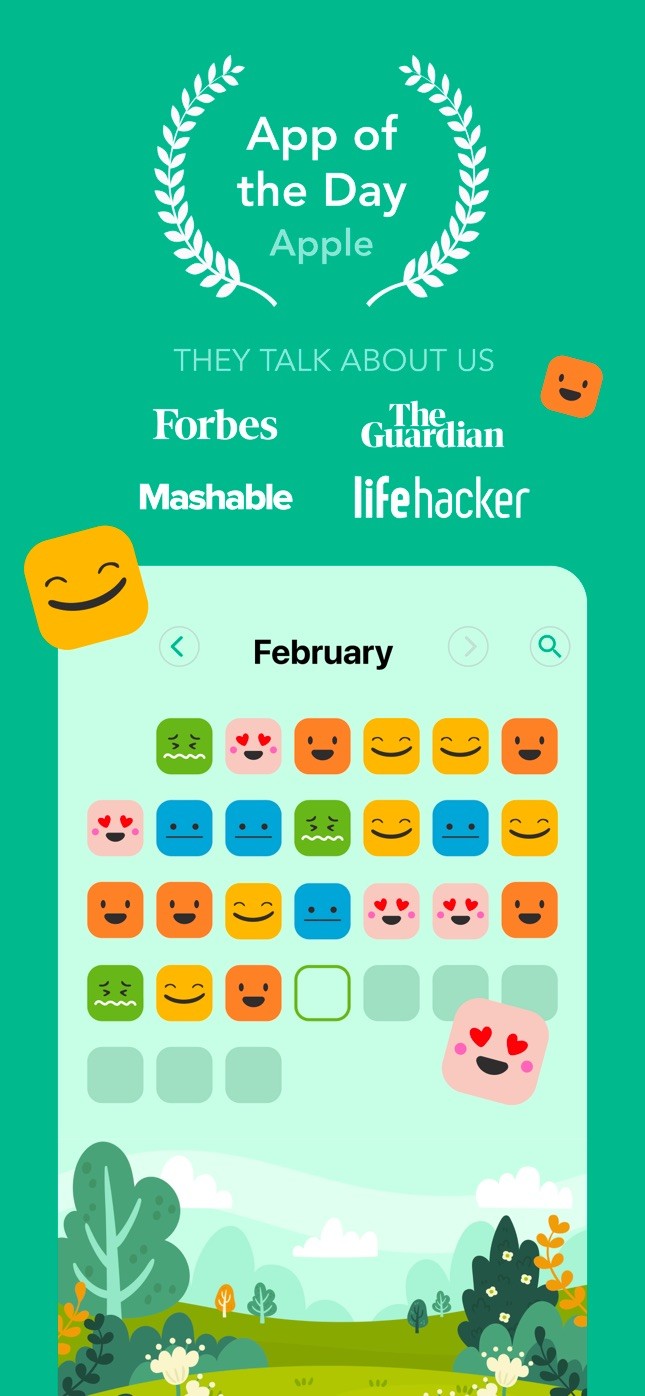 App of
the Day
Apple
THEY TALK ABOUT US
Forbes
The
Guardian
Mashable
lifehacker
February